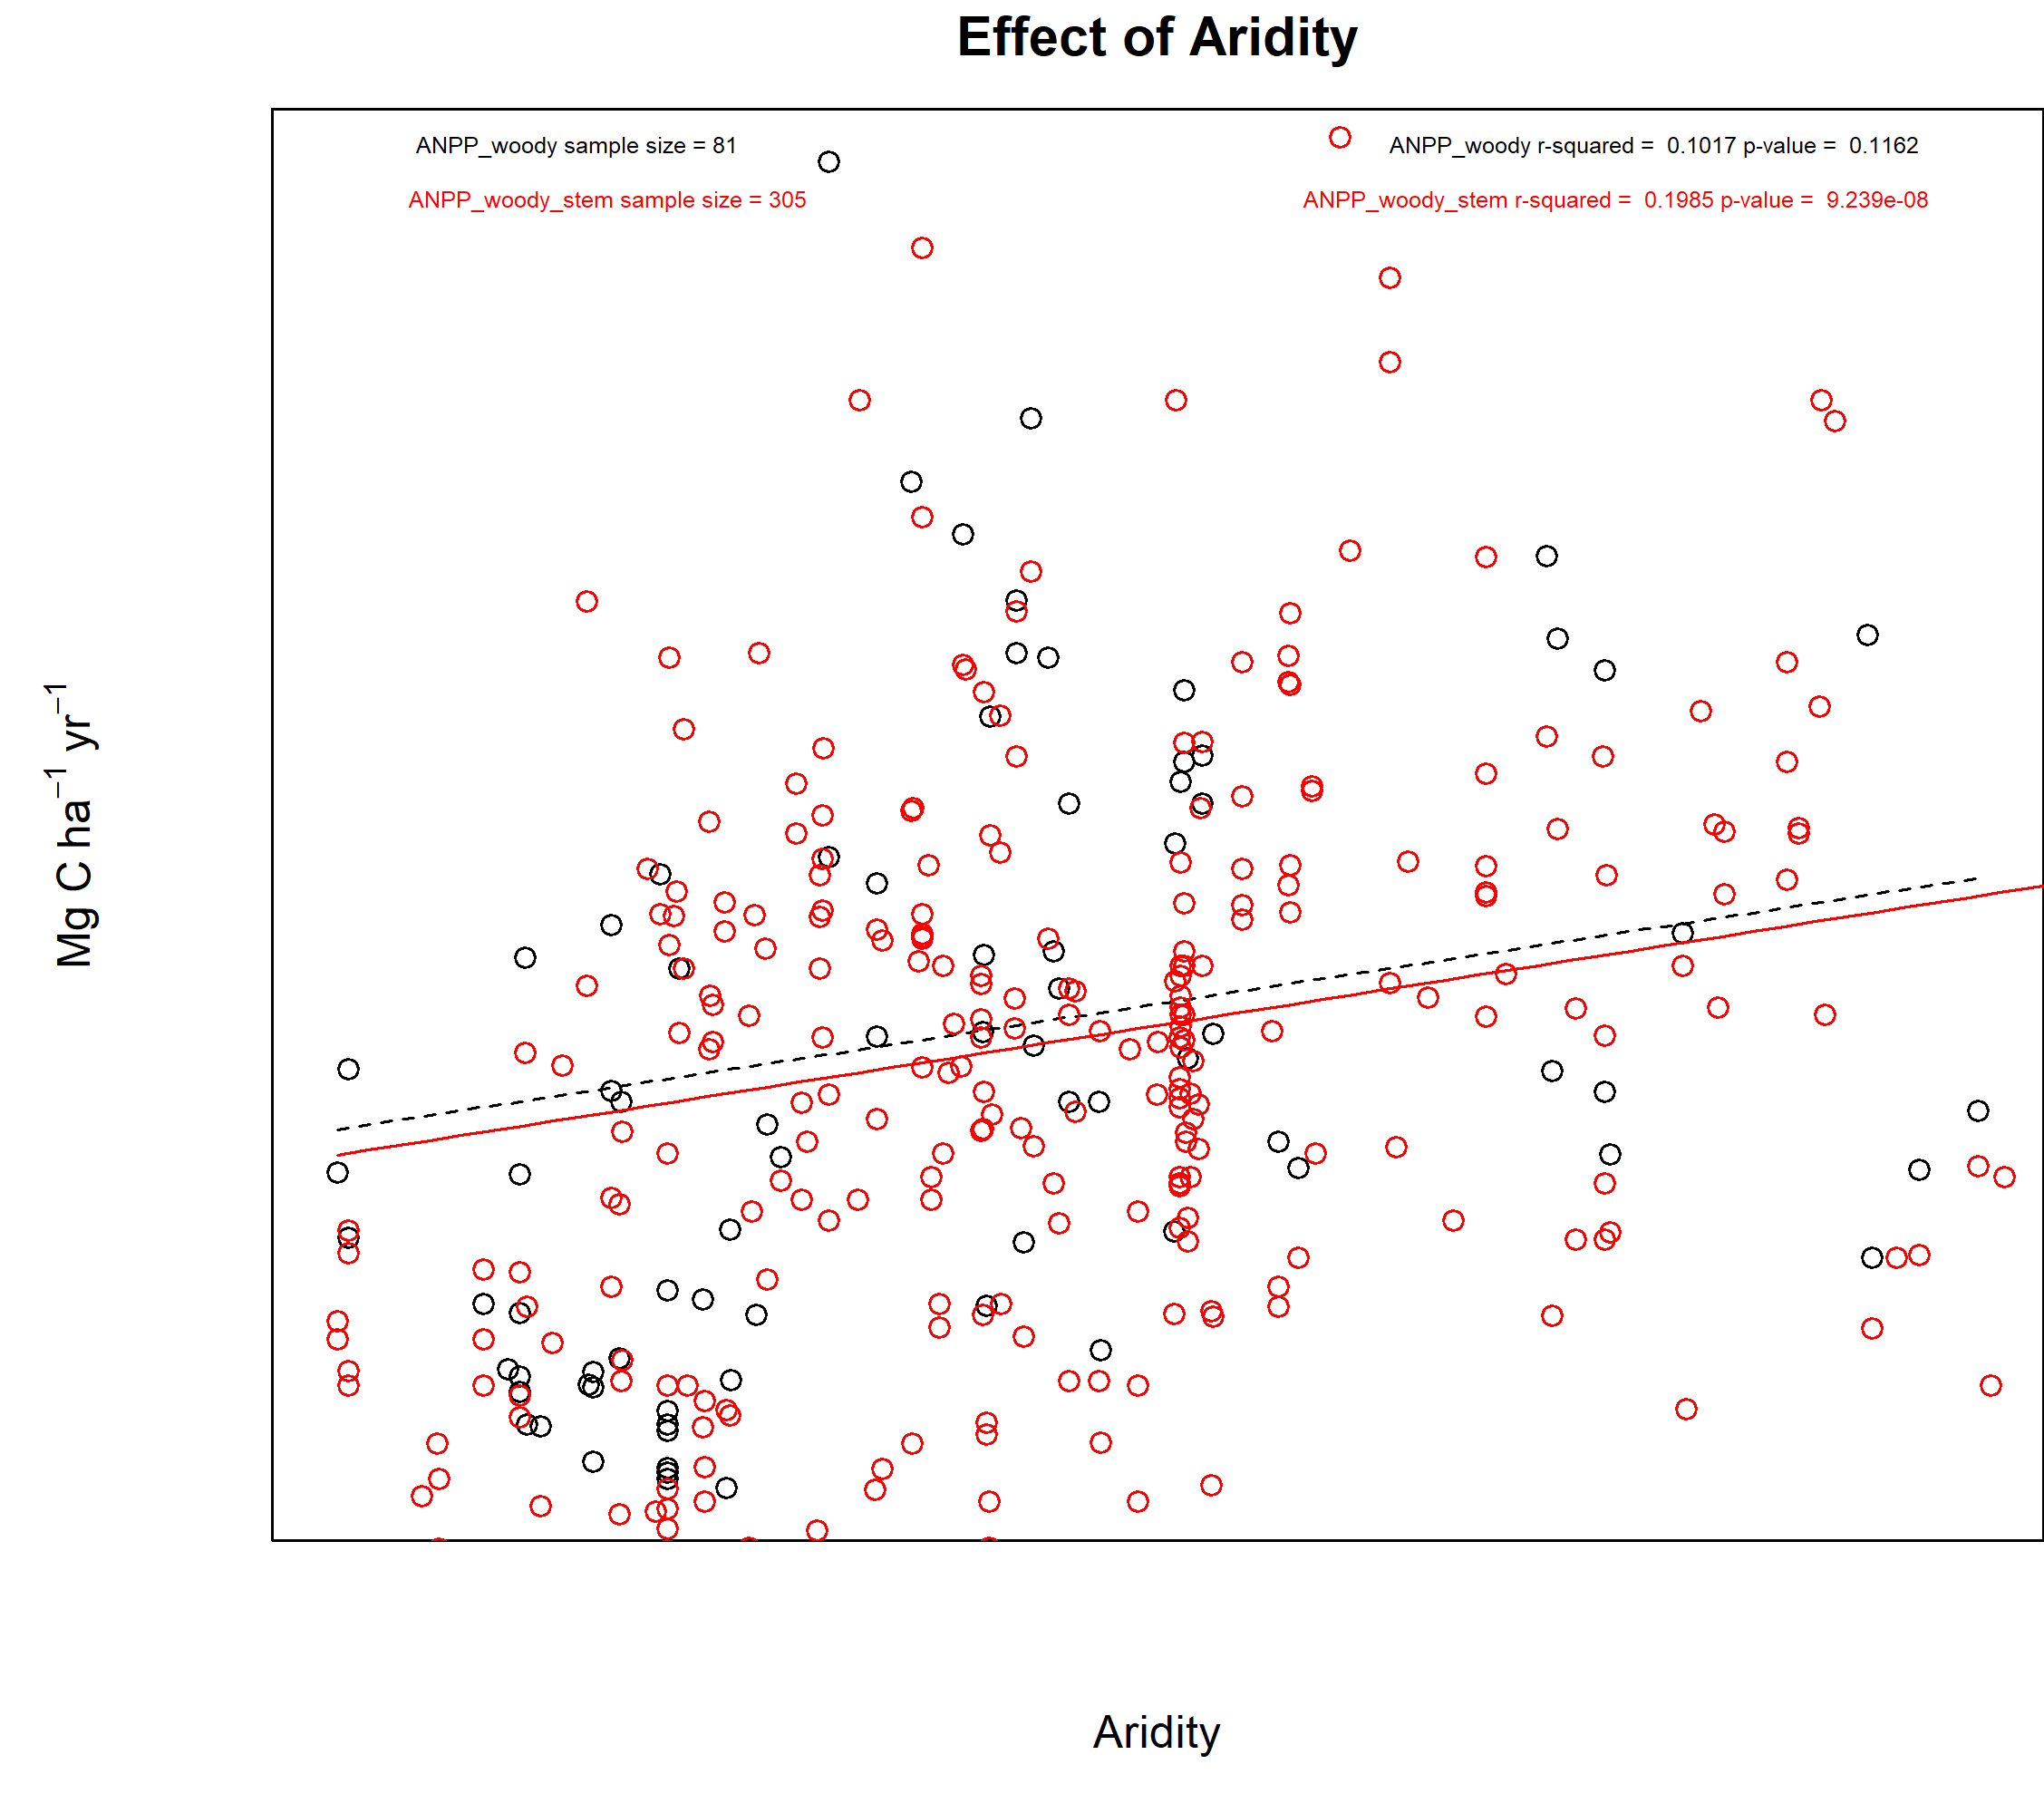 Effect of Aridity
ANPP_woody sample size = 81
ANPP_woody r-squared =  0.1017 p-value =  0.1162
ANPP_woody_stem sample size = 305
ANPP_woody_stem r-squared =  0.1985 p-value =  9.239e-08
Mg C ha⁻¹ yr⁻¹
Aridity